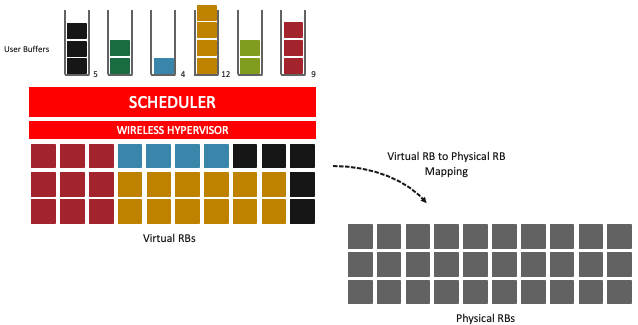 User Buffers
5
4
12
9
SCHEDULER
WIRELESS HYPERVISOR
Virtual RB to Physical RB
Mapping
Virtual RBs
Physical RBs